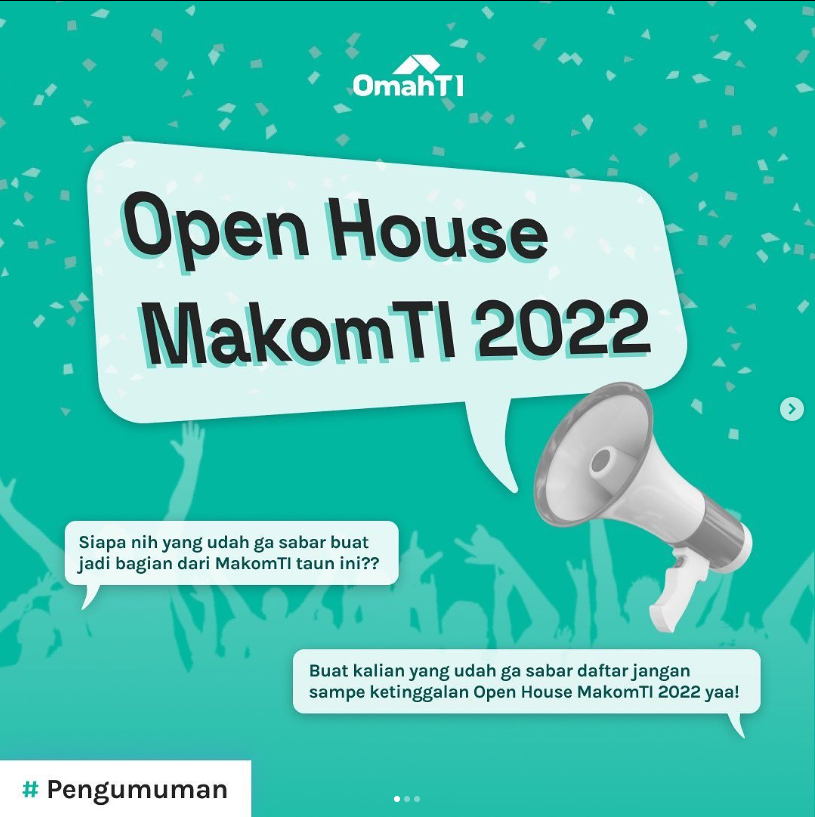 OmahTI
Open House
MakomTI 2022
Siapa nih yang udah ga sabar buat
jadi bagian dari MakomTI taun ini??
Buat kalian yang udah ga sabar daftar jangan
sampe ketinggalan Open House MakomTI 2022 yaa!
# Pengumuman